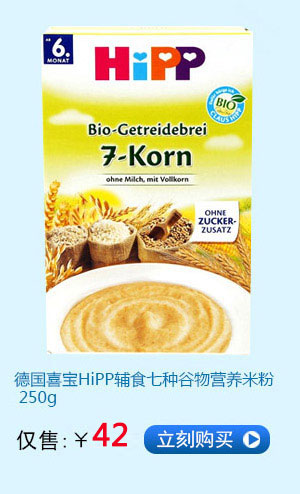 AB
6.
MONAT
HiPP
BIO
CLAUS HIPP
Bio-Getreidebrei
7-Korn
ohne Milch, mit Vollkorn
OHNE
ZUCKER-
ZUSATZ
德国喜宝HiPP辅食七种谷物营养米粉
250g
仅售:￥42 立刻购买